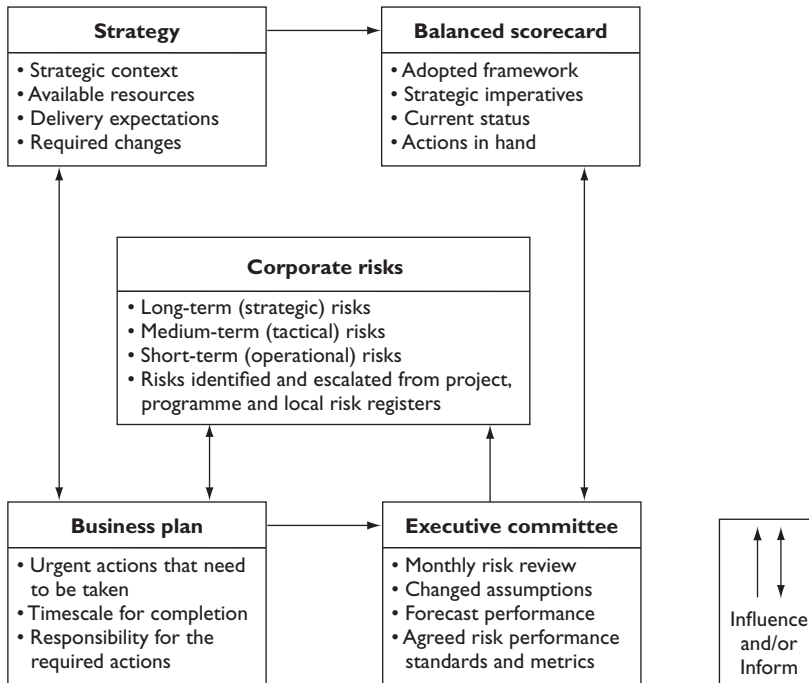 Strategy
• Strategic context
• Available resources
• Delivery expectations
• Required changes
Balanced scorecard
• Adopted framework
• Strategic imperatives
• Current status
• Actions in hand
Corporate risks
• Long-term (strategic) risks
• Medium-term (tactical) risks
• Short-term (operational) risks
• Risks identified and escalated from project,
programme and local risk registers
Business plan
• Urgent actions that need
to be taken
• Timescale for completion
• Responsibility for the
required actions
Executive committee
• Monthly risk review
• Changed assumptions
• Forecast performance
• Agreed risk performance
standards and metrics
Influence
and/or
Inform